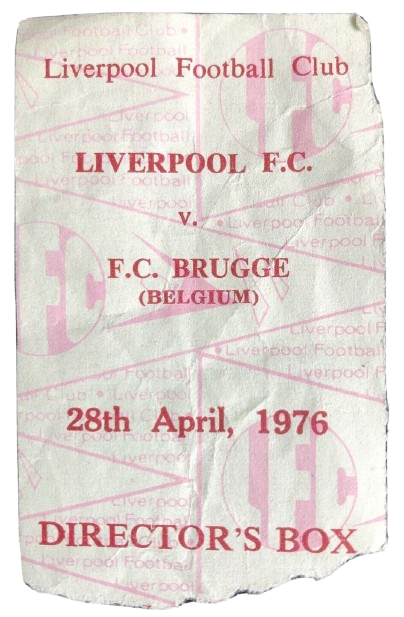 Liverpool Football Club
LIVERPOOL F.C.
v.
F.C. BRUGGE
(BELGIUM)
28th April, 1976
DIRECTOR'S BOX